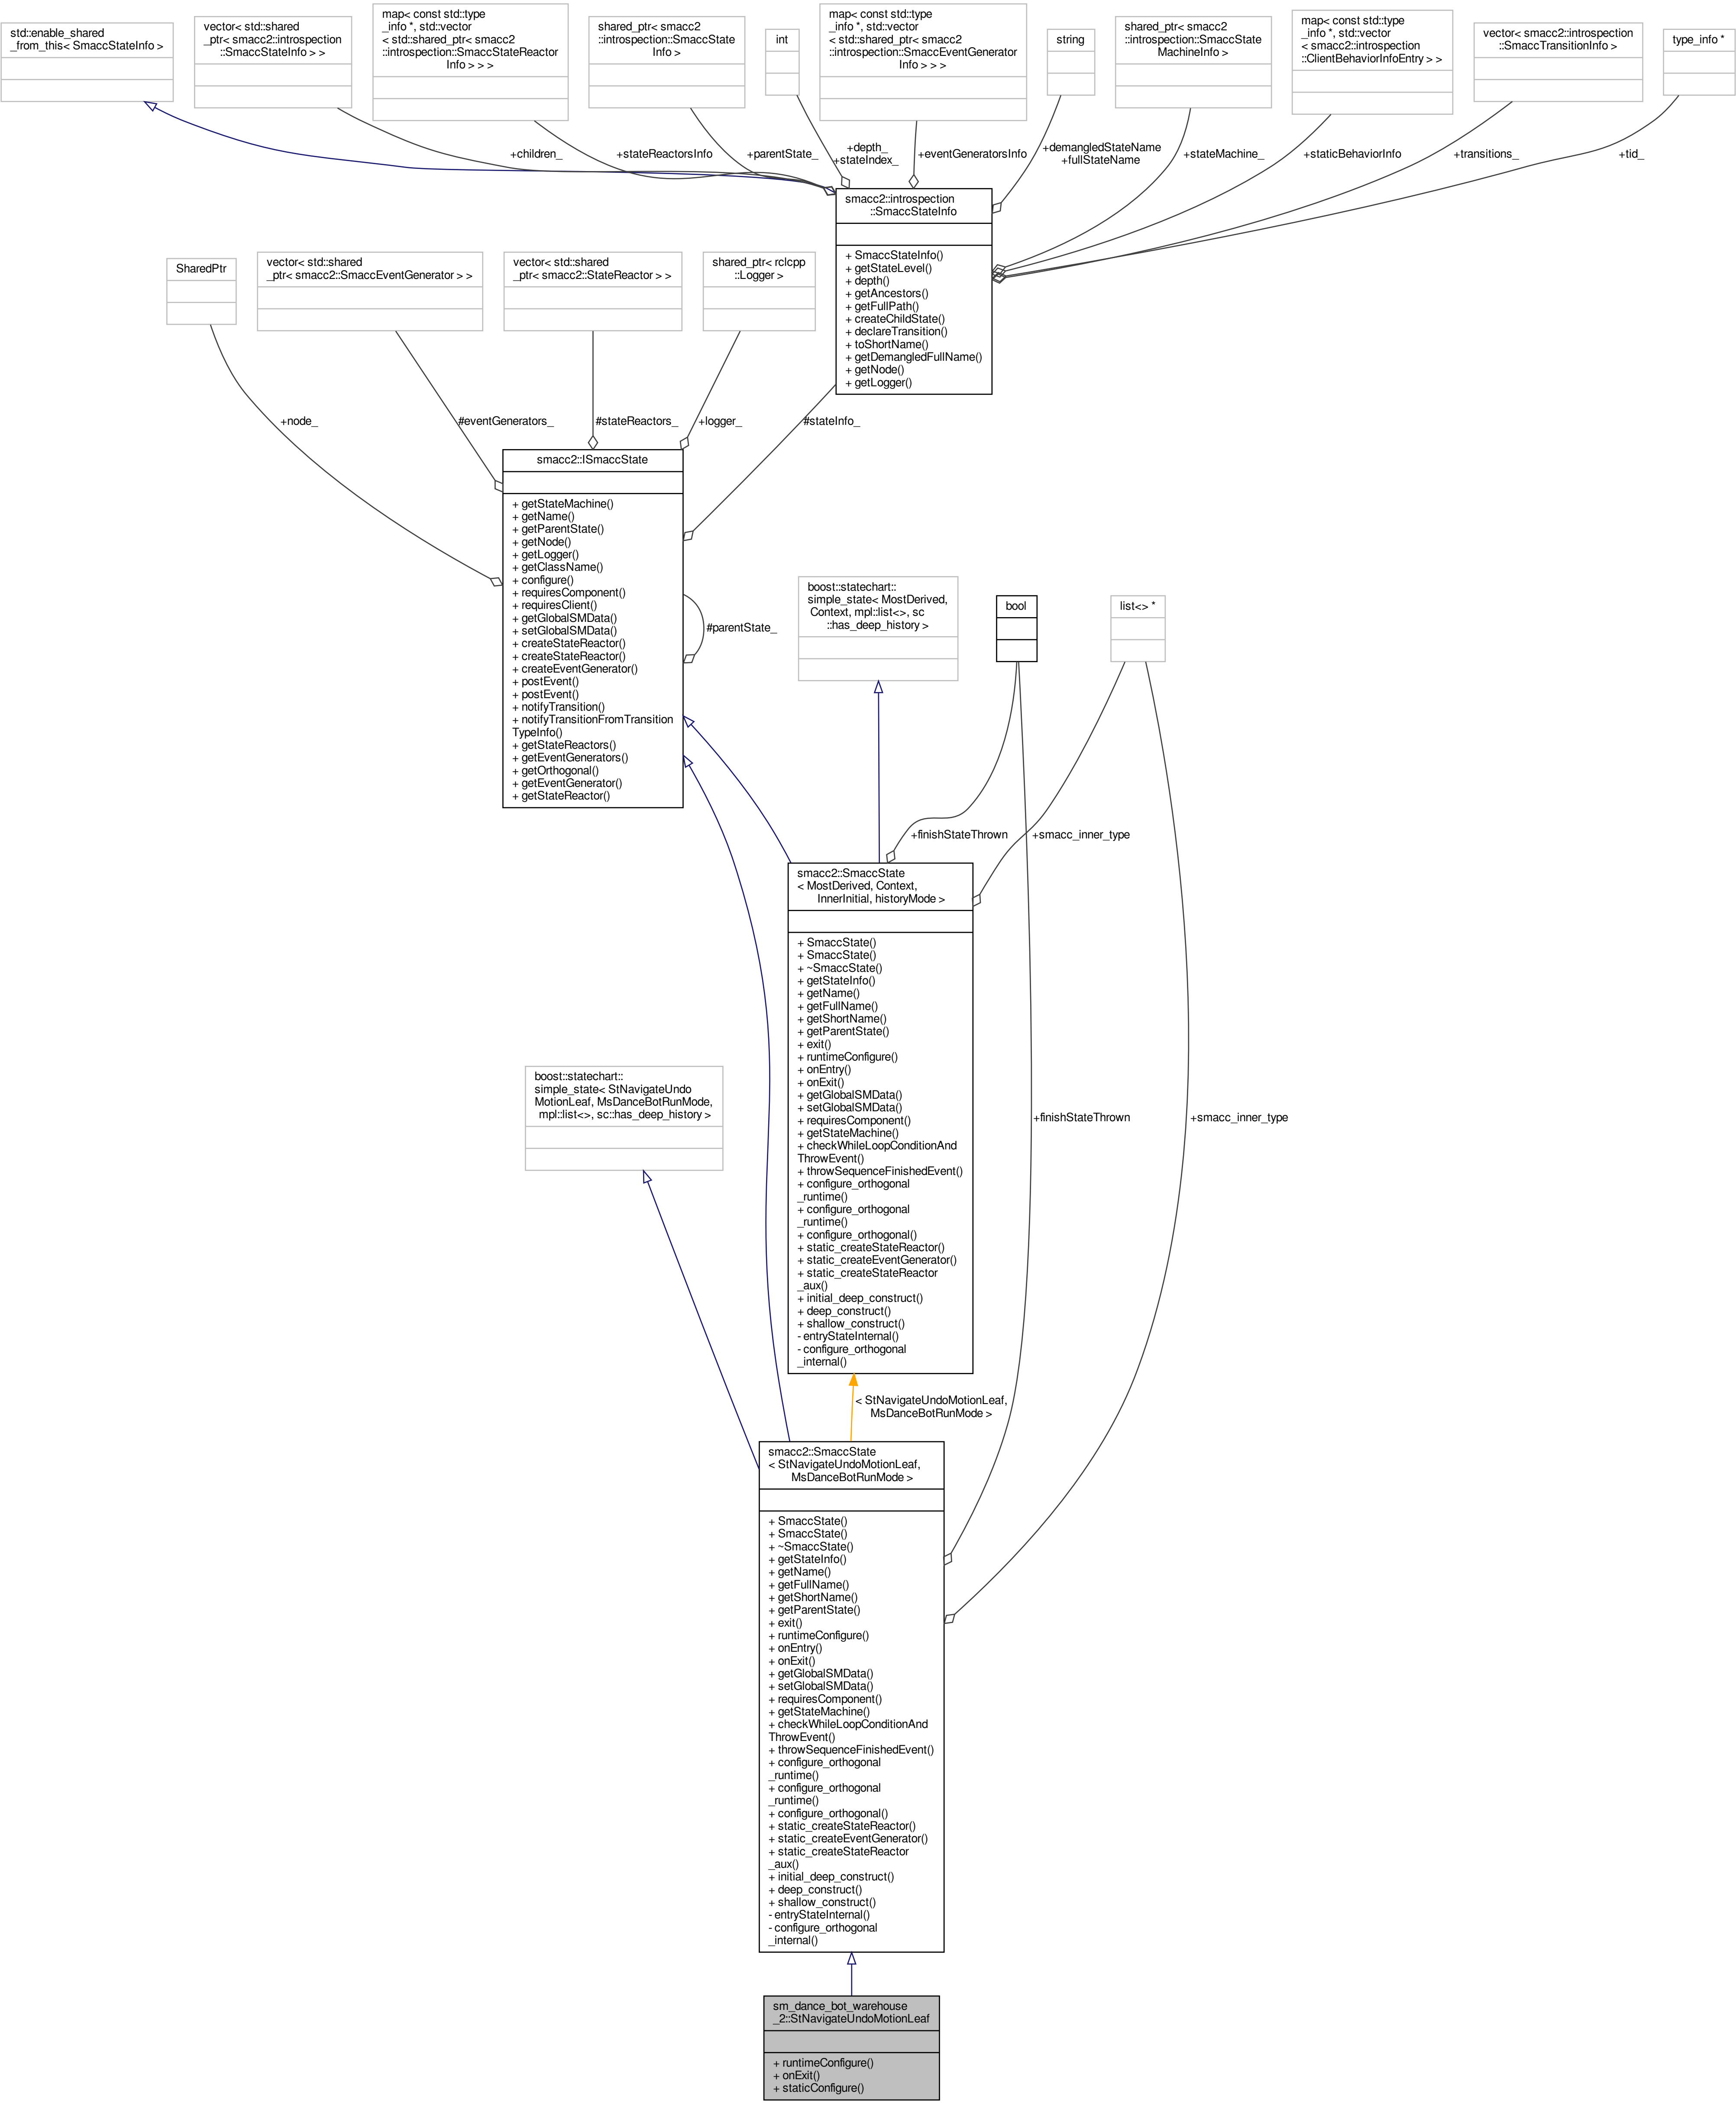 std::enable_shared
_from_this< SmaccStateInfo >
vector< std::shared
_ptr< smacc2::introspection
::SmaccStateInfo > >
map< const std::type
_info *, std::vector
< std::shared_ptr< smacc2
::introspection::SmaccStateReactor
Info > > >
shared_ptr< smacc2
::introspection::SmaccState
Info >
int
map< const std::type
_info *, std::vector
< std::shared_ptr< smacc2
::introspection::SmaccEventGenerator
Info > > >
string
shared_ptr< smacc2
::introspection::SmaccState
MachineInfo >
map< const std::type
_info *, std::vector
< smacc2::introspection
::ClientBehaviorInfoEntry > >
vector< smacc2::introspection
::SmaccTransitionInfo >
type_info *
+children_
+stateReactorsInfo
+parentState_
+depth_
+stateIndex_
+eventGeneratorsInfo
+demangledStateName
+fullStateName
+stateMachine_
+staticBehaviorInfo
+transitions_
+tid_
smacc2::introspection
::SmaccStateInfo
+ SmaccStateInfo()
+ getStateLevel()
+ depth()
+ getAncestors()
+ getFullPath()
+ createChildState()
+ declareTransition()
+ toShortName()
+ getDemangledFullName()
+ getNode()
+ getLogger()
SharedPtr
vector< std::shared
_ptr< smacc2::SmaccEventGenerator > >
vector< std::shared
_ptr< smacc2::StateReactor > >
shared_ptr< rclcpp
::Logger >
+node_
#eventGenerators_
#stateReactors_
+logger_
#stateInfo_
smacc2::ISmaccState
+ getStateMachine()
+ getName()
+ getParentState()
+ getNode()
+ getLogger()
+ getClassName()
+ configure()
+ requiresComponent()
+ requiresClient()
+ getGlobalSMData()
+ setGlobalSMData()
+ createStateReactor()
+ createStateReactor()
+ createEventGenerator()
+ postEvent()
+ postEvent()
+ notifyTransition()
+ notifyTransitionFromTransition
TypeInfo()
+ getStateReactors()
+ getEventGenerators()
+ getOrthogonal()
+ getEventGenerator()
+ getStateReactor()
#parentState_
boost::statechart::
simple_state< MostDerived,
Context, mpl::list<>, sc
::has_deep_history >
bool
list<> *
+finishStateThrown
+smacc_inner_type
smacc2::SmaccState
< MostDerived, Context,
InnerInitial, historyMode >
+ SmaccState()
+ SmaccState()
+ ~SmaccState()
+ getStateInfo()
+ getName()
+ getFullName()
+ getShortName()
+ getParentState()
+ exit()
+ runtimeConfigure()
+ onEntry()
+ onExit()
+ getGlobalSMData()
+ setGlobalSMData()
+ requiresComponent()
+ getStateMachine()
+ checkWhileLoopConditionAnd
ThrowEvent()
+ throwSequenceFinishedEvent()
+ configure_orthogonal
_runtime()
+ configure_orthogonal
_runtime()
+ configure_orthogonal()
+ static_createStateReactor()
+ static_createEventGenerator()
+ static_createStateReactor
_aux()
+ initial_deep_construct()
+ deep_construct()
+ shallow_construct()
- entryStateInternal()
- configure_orthogonal
_internal()
boost::statechart::
simple_state< StNavigateUndo
MotionLeaf, MsDanceBotRunMode,
mpl::list<>, sc::has_deep_history >
+finishStateThrown
+smacc_inner_type
< StNavigateUndoMotionLeaf,
MsDanceBotRunMode >
smacc2::SmaccState
< StNavigateUndoMotionLeaf,
MsDanceBotRunMode >
+ SmaccState()
+ SmaccState()
+ ~SmaccState()
+ getStateInfo()
+ getName()
+ getFullName()
+ getShortName()
+ getParentState()
+ exit()
+ runtimeConfigure()
+ onEntry()
+ onExit()
+ getGlobalSMData()
+ setGlobalSMData()
+ requiresComponent()
+ getStateMachine()
+ checkWhileLoopConditionAnd
ThrowEvent()
+ throwSequenceFinishedEvent()
+ configure_orthogonal
_runtime()
+ configure_orthogonal
_runtime()
+ configure_orthogonal()
+ static_createStateReactor()
+ static_createEventGenerator()
+ static_createStateReactor
_aux()
+ initial_deep_construct()
+ deep_construct()
+ shallow_construct()
- entryStateInternal()
- configure_orthogonal
_internal()
sm_dance_bot_warehouse
_2::StNavigateUndoMotionLeaf
+ runtimeConfigure()
+ onExit()
+ staticConfigure()